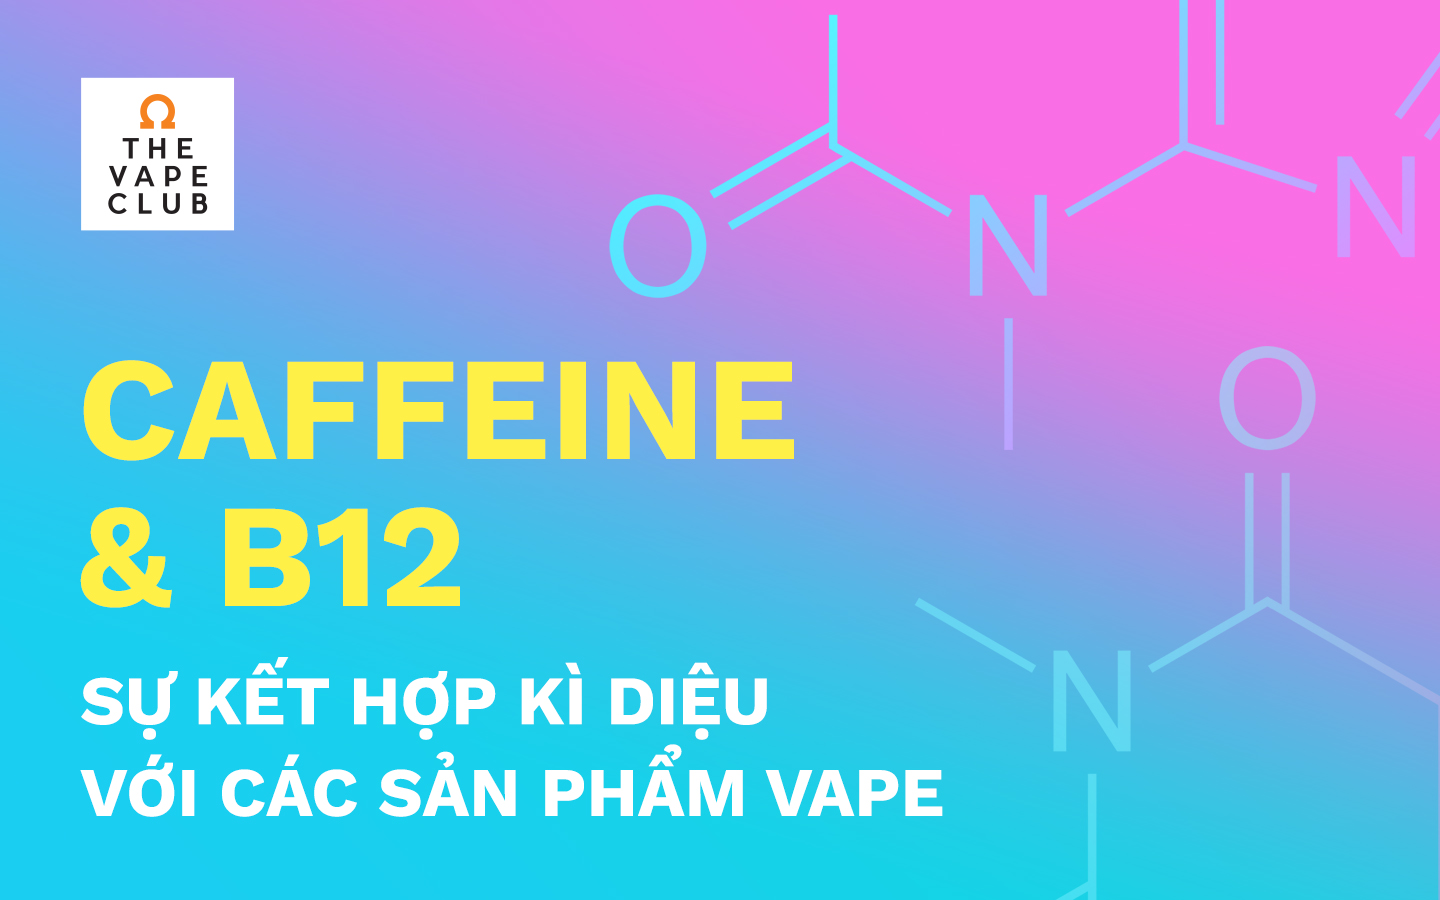 THE
VAPE
CLUB
O
N
N
O
CAFFEINE
& B12
N
SỰ KẾT HỢP KÌ DIỆU
VỚI CÁC SẢN PHẨM VAPE